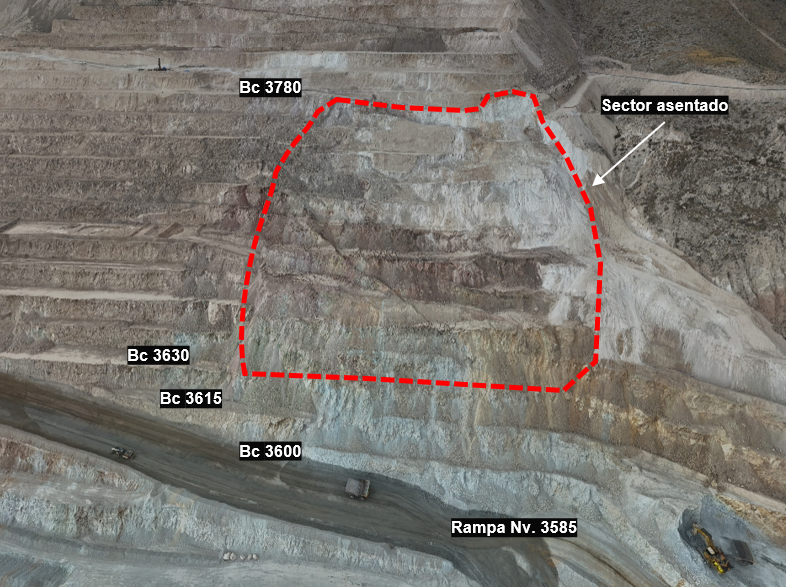 Bc 3780
Sector asentado
Bc 3630
Bc 3615
Bc 3600
Rampa Nv. 3585